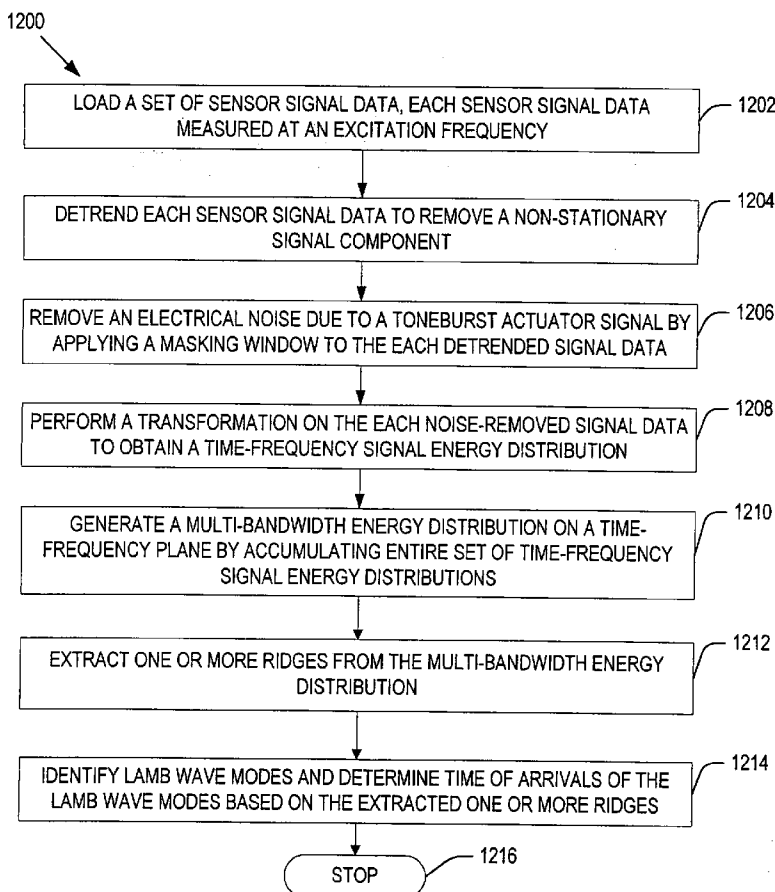 1200
LOAD A SET OF SENSOR SIGNAL DATA, EACH SENSOR SIGNAL DATA
MEASURED AT AN EXCITATION FREQUENCY
1202
DETREND EACH SENSOR SIGNAL DATA TO REMOVE A NON-STATIONARY
SIGNAL COMPONENT
1204
REMOVE AN ELECTRICAL NOISE DUE TO A TONEBURST ACTUATOR SIGNAL BY
APPLYING A MASKING WINDOW TO THE EACH DETRENDED SIGNAL DATA
1206
PERFORM A TRANSFORMATION ON THE EACH NOISE-REMOVED SIGNAL DATA
TO OBTAIN A TIME-FREQUENCY SIGNAL ENERGY DISTRIBUTION
1208
GENERATE A MULTI-BANDWIDTH ENERGY DISTRIBUTION ON A TIME-
FREQUENCY PLANE BY ACCUMULATING ENTIRE SET OF TIME-FREQUENCY
SIGNAL ENERGY DISTRIBUTIONS
1210
EXTRACT ONE OR MORE RIDGES FROM THE MULTI-BANDWIDTH ENERGY
DISTRIBUTION
1212
IDENTIFY LAMB WAVE MODES AND DETERMINE TIME OF ARRIVALS OF THE
LAMB WAVE MODES BASED ON THE EXTRACTED ONE OR MORE RIDGES
1214
STOP
1216